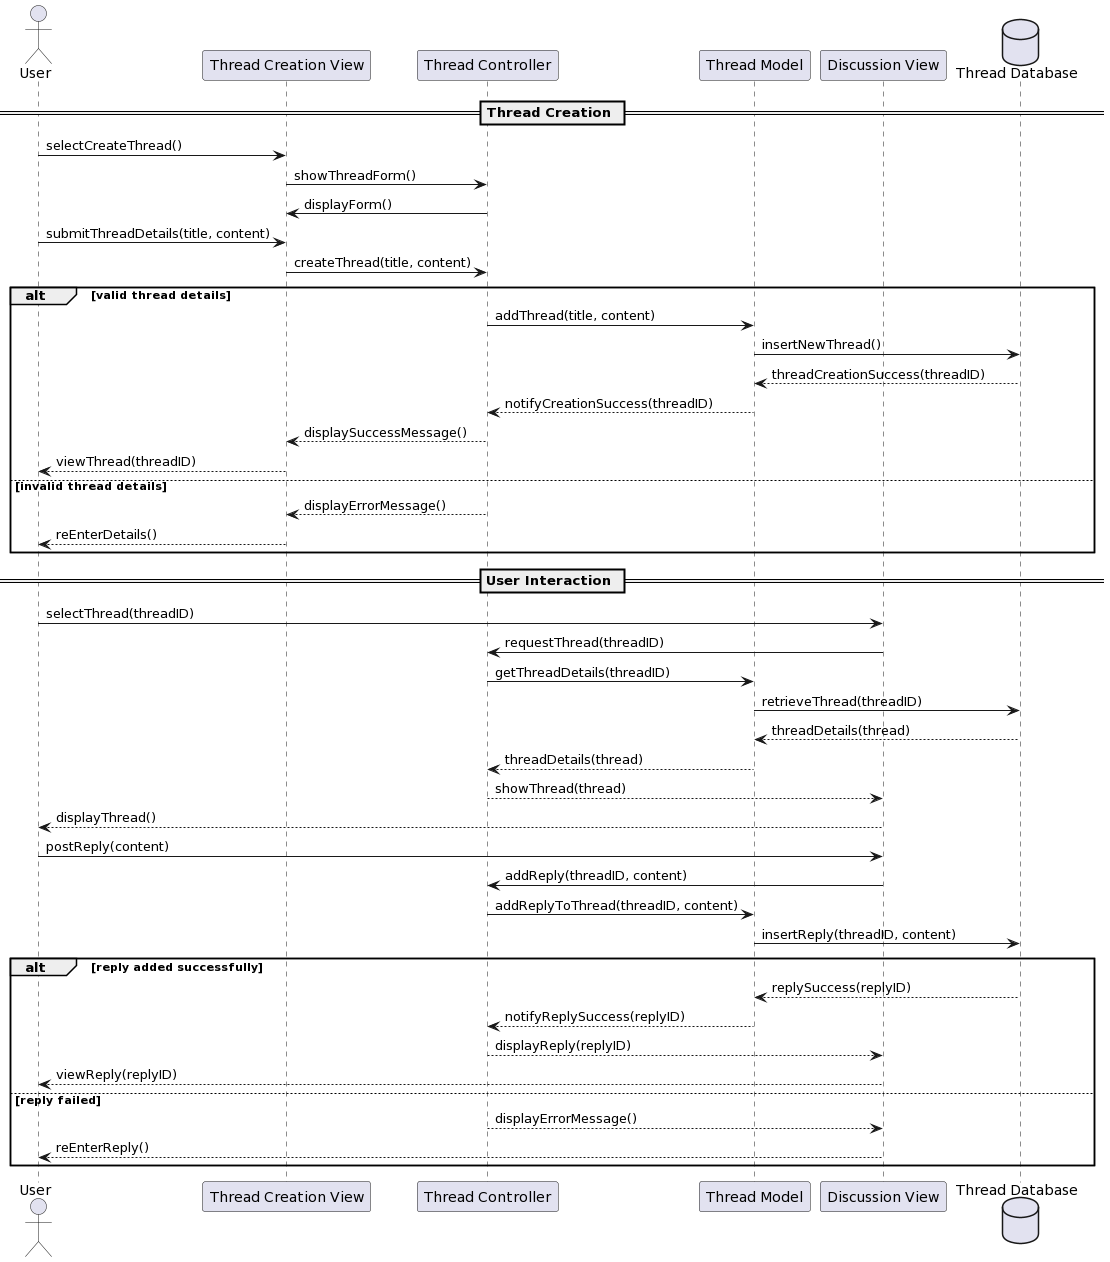 User
Thread Creation View
Thread Controller
Thread Model
Discussion View
Thread Database
Thread Creation
selectCreateThread()
showThreadForm()
displayForm()
submitThreadDetails(title, content)
createThread(title, content)
alt [valid thread details]
addThread(title, content)
insertNewThread()
threadCreationSuccess(threadID)
notifyCreationSuccess(threadID)
displaySuccessMessage()
viewThread(threadID)
[invalid thread details]
displayErrorMessage()
reEnterDetails()
User Interaction
selectThread(threadID)
requestThread(threadID)
getThreadDetails(threadID)
retrieveThread(threadID)
threadDetails(thread)
threadDetails(thread)
showThread(thread)
displayThread()
postReply(content)
addReply(threadID, content)
addReplyToThread(threadID, content)
insertReply(threadID, content)
alt [reply added successfully]
replySuccess(replyID)
notifyReplySuccess(replyID)
displayReply(replyID)
viewReply(replyID)
[reply failed]
displayErrorMessage()
reEnterReply()
User
Thread Creation View
Thread Controller
Thread Model
Discussion View
Thread Database